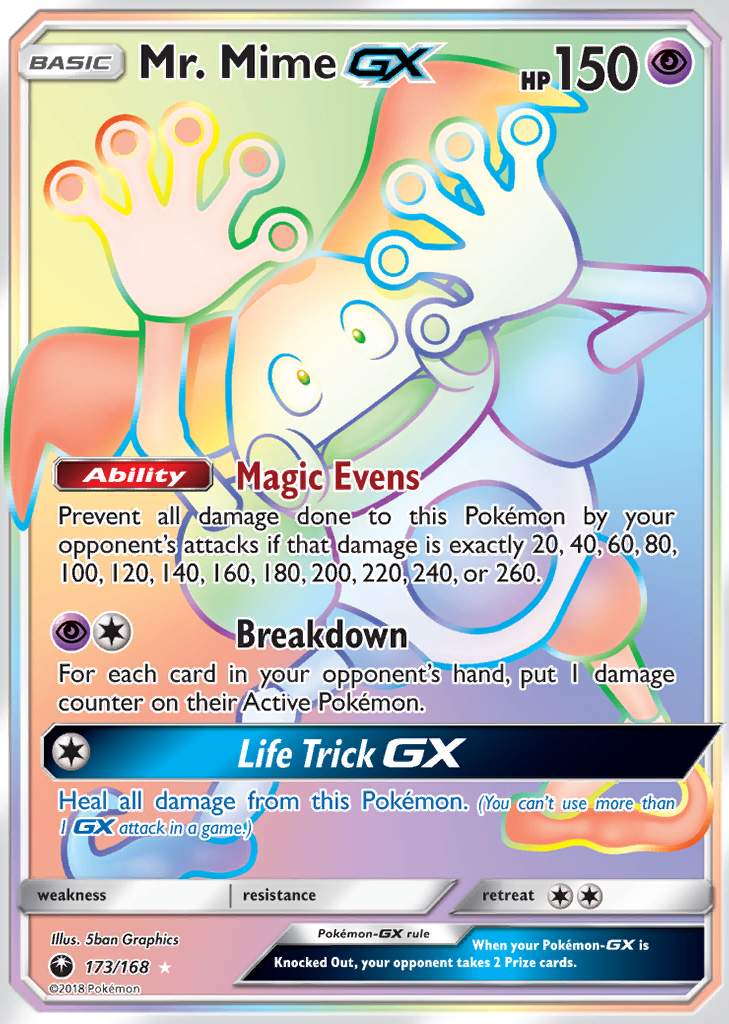 BASIC Mr. Mime GX HP 150
Ability Magic Evens
Prevent all damage done to this Pokémon by your
opponent's attacks if that damage is exactly 20, 40, 60, 80,
100, 120, 140, 160, 180, 200, 220, 240, or 260.
Breakdown
For each card in your opponent's hand, put 1 damage
counter on their Active Pokémon.
Life Trick GX
Heal all damage from this Pokémon. (You can't use more than
1 GX attack in a game.)
weakness resistance retreat
Illus. 5ban Graphics
173/168
©2018 Pokémon
Pokémon-GX rule
When your Pokémon-GX is
Knocked Out, your opponent takes 2 Prize cards.